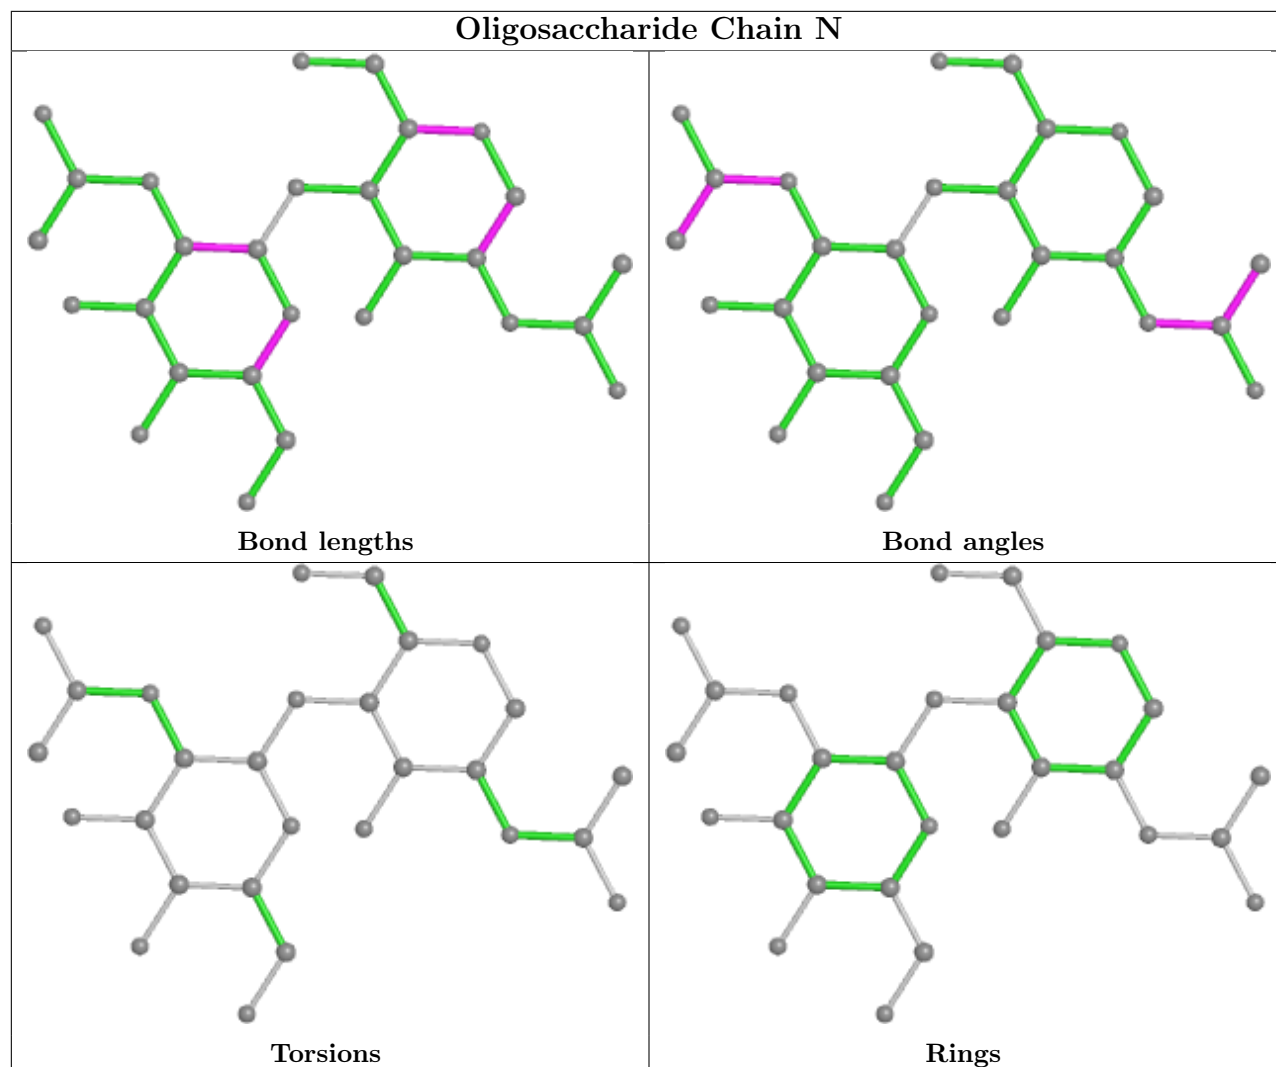 Oligosaccharide Chain N
Bond lengths
Bond angles
Torsions
Rings